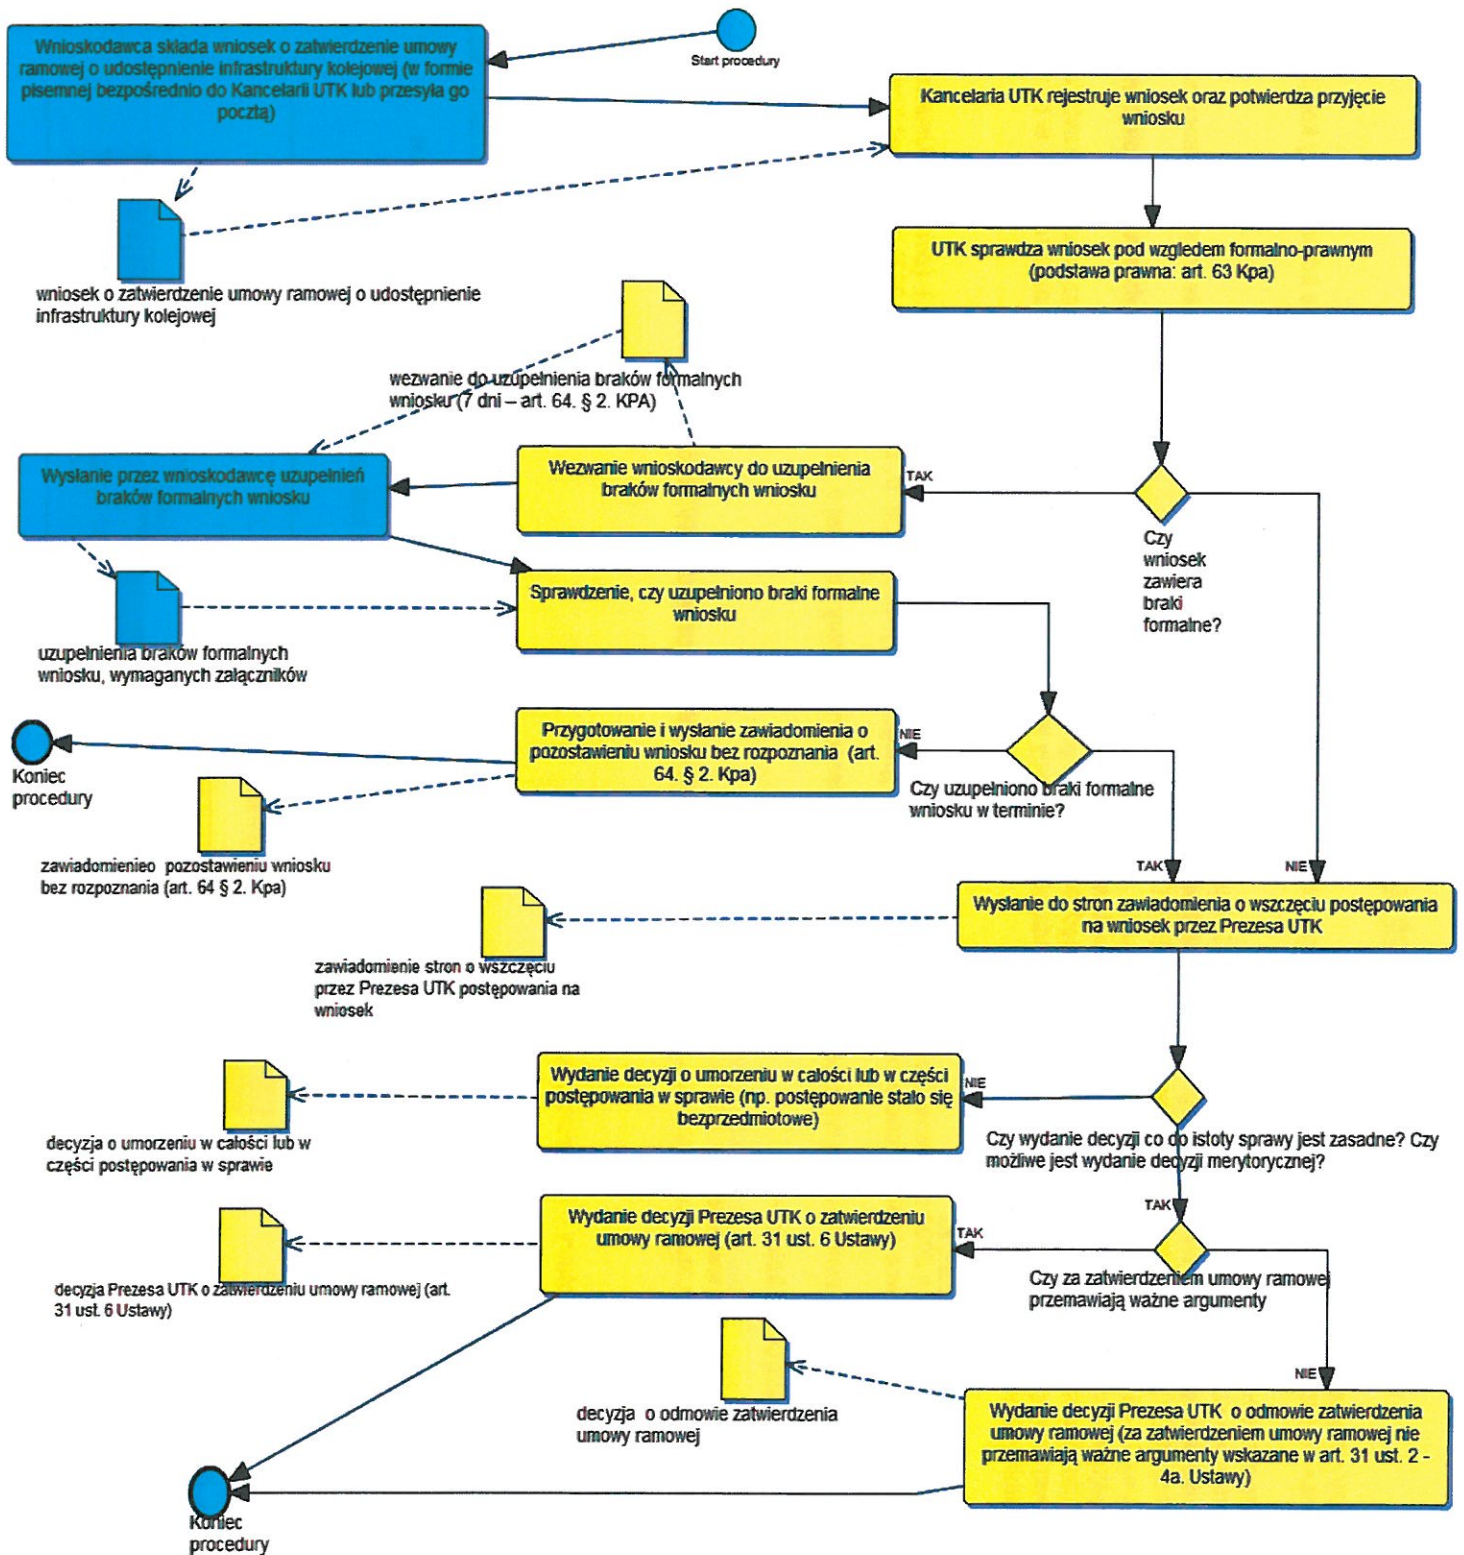 Start procedury
Wnioskodawca składa wniosek o zatwierdzenie umowy
ramowej o udostępnienie infrastruktury kolejowej (w formie
pisemnej bezpośrednio do Kancelarii UTK lub przesyła go
pocztą)
Kancelaria UTK rejestruje wniosek oraz potwierdza przyjęcie
wniosku
wniosek o zatwierdzenie umowy ramowej o udostępnienie
infrastruktury kolejowej
UTK sprawdza wniosek pod wzgledem formalno-prawnym
(podstawa prawna: art. 63 Kpa)
wezwanie do uzupełnienia braków formalnych
wniosku (7 dni – art. 64. § 2. KPA)
Wysłanie przez wnioskodawcę uzupełnień
braków formalnych wniosku
Wezwanie wnioskodawcy do uzupełnienia
braków formalnych wniosku
TAK
Czy
wniosek
zawiera
braki
formalne?
Sprawdzenie, czy uzupełniono braki formalne
wniosku
uzupełnienia braków formalnych
wniosku, wymaganych załączników
Przygotowanie i wysłanie zawiadomienia o
pozostawieniu wniosku bez rozpoznania (art.
64. § 2. Kpa)
NIE
Koniec
procedury
Czy uzupełniono braki formalne
wniosku w terminie?
zawiadomienieo pozostawieniu wniosku
bez rozpoznania (art. 64 § 2. Kpa)
TAK
NIE
Wysłanie do stron zawiadomienia o wszczęciu postępowania
na wniosek przez Prezesa UTK
zawiadomienie stron o wszczęciu
przez Prezesa UTK postępowania na
wniosek
Wydanie decyzji o umorzeniu w całości lub w części
postępowania w sprawie (np. postępowanie stało się
bezprzedmiotowe)
NIE
decyzja o umorzeniu w całości lub w
części postępowania w sprawie
Czy wydanie decyzji co do istoty sprawy jest zasadne? Czy
możliwe jest wydanie decyzji merytorycznej?
TAK
Wydanie decyzji Prezesa UTK o zatwierdzeniu
umowy ramowej (art. 31 ust. 6 Ustawy)
TAK
decyzja Prezesa UTK o zatwierdzeniu umowy ramowej (art.
31 ust. 6 Ustawy)
Czy za zatwierdzeniem umowy ramowej
przemawiają ważne argumenty
NIE
decyzja o odmowie zatwierdzenia
umowy ramowej
Wydanie decyzji Prezesa UTK o odmowie zatwierdzenia
umowy ramowej (za zatwierdzeniem umowy ramowej nie
przemawiają ważne argumenty wskazane w art. 31 ust. 2 -
4a. Ustawy)
Koniec
procedury